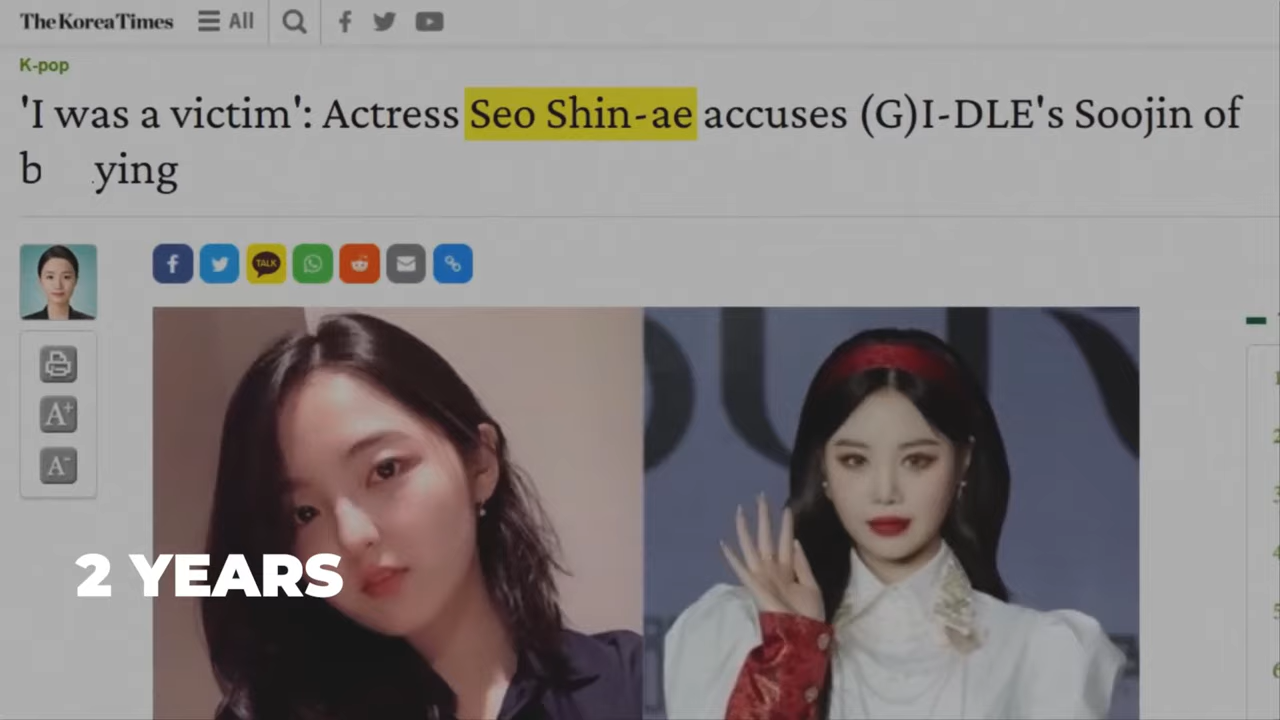 The Korea Times
All
K-pop
'I was a victim': Actress Seo Shin-ae accuses (G)I-DLE's Soojin of
b ying
TALK
A+
A-
2 YEARS